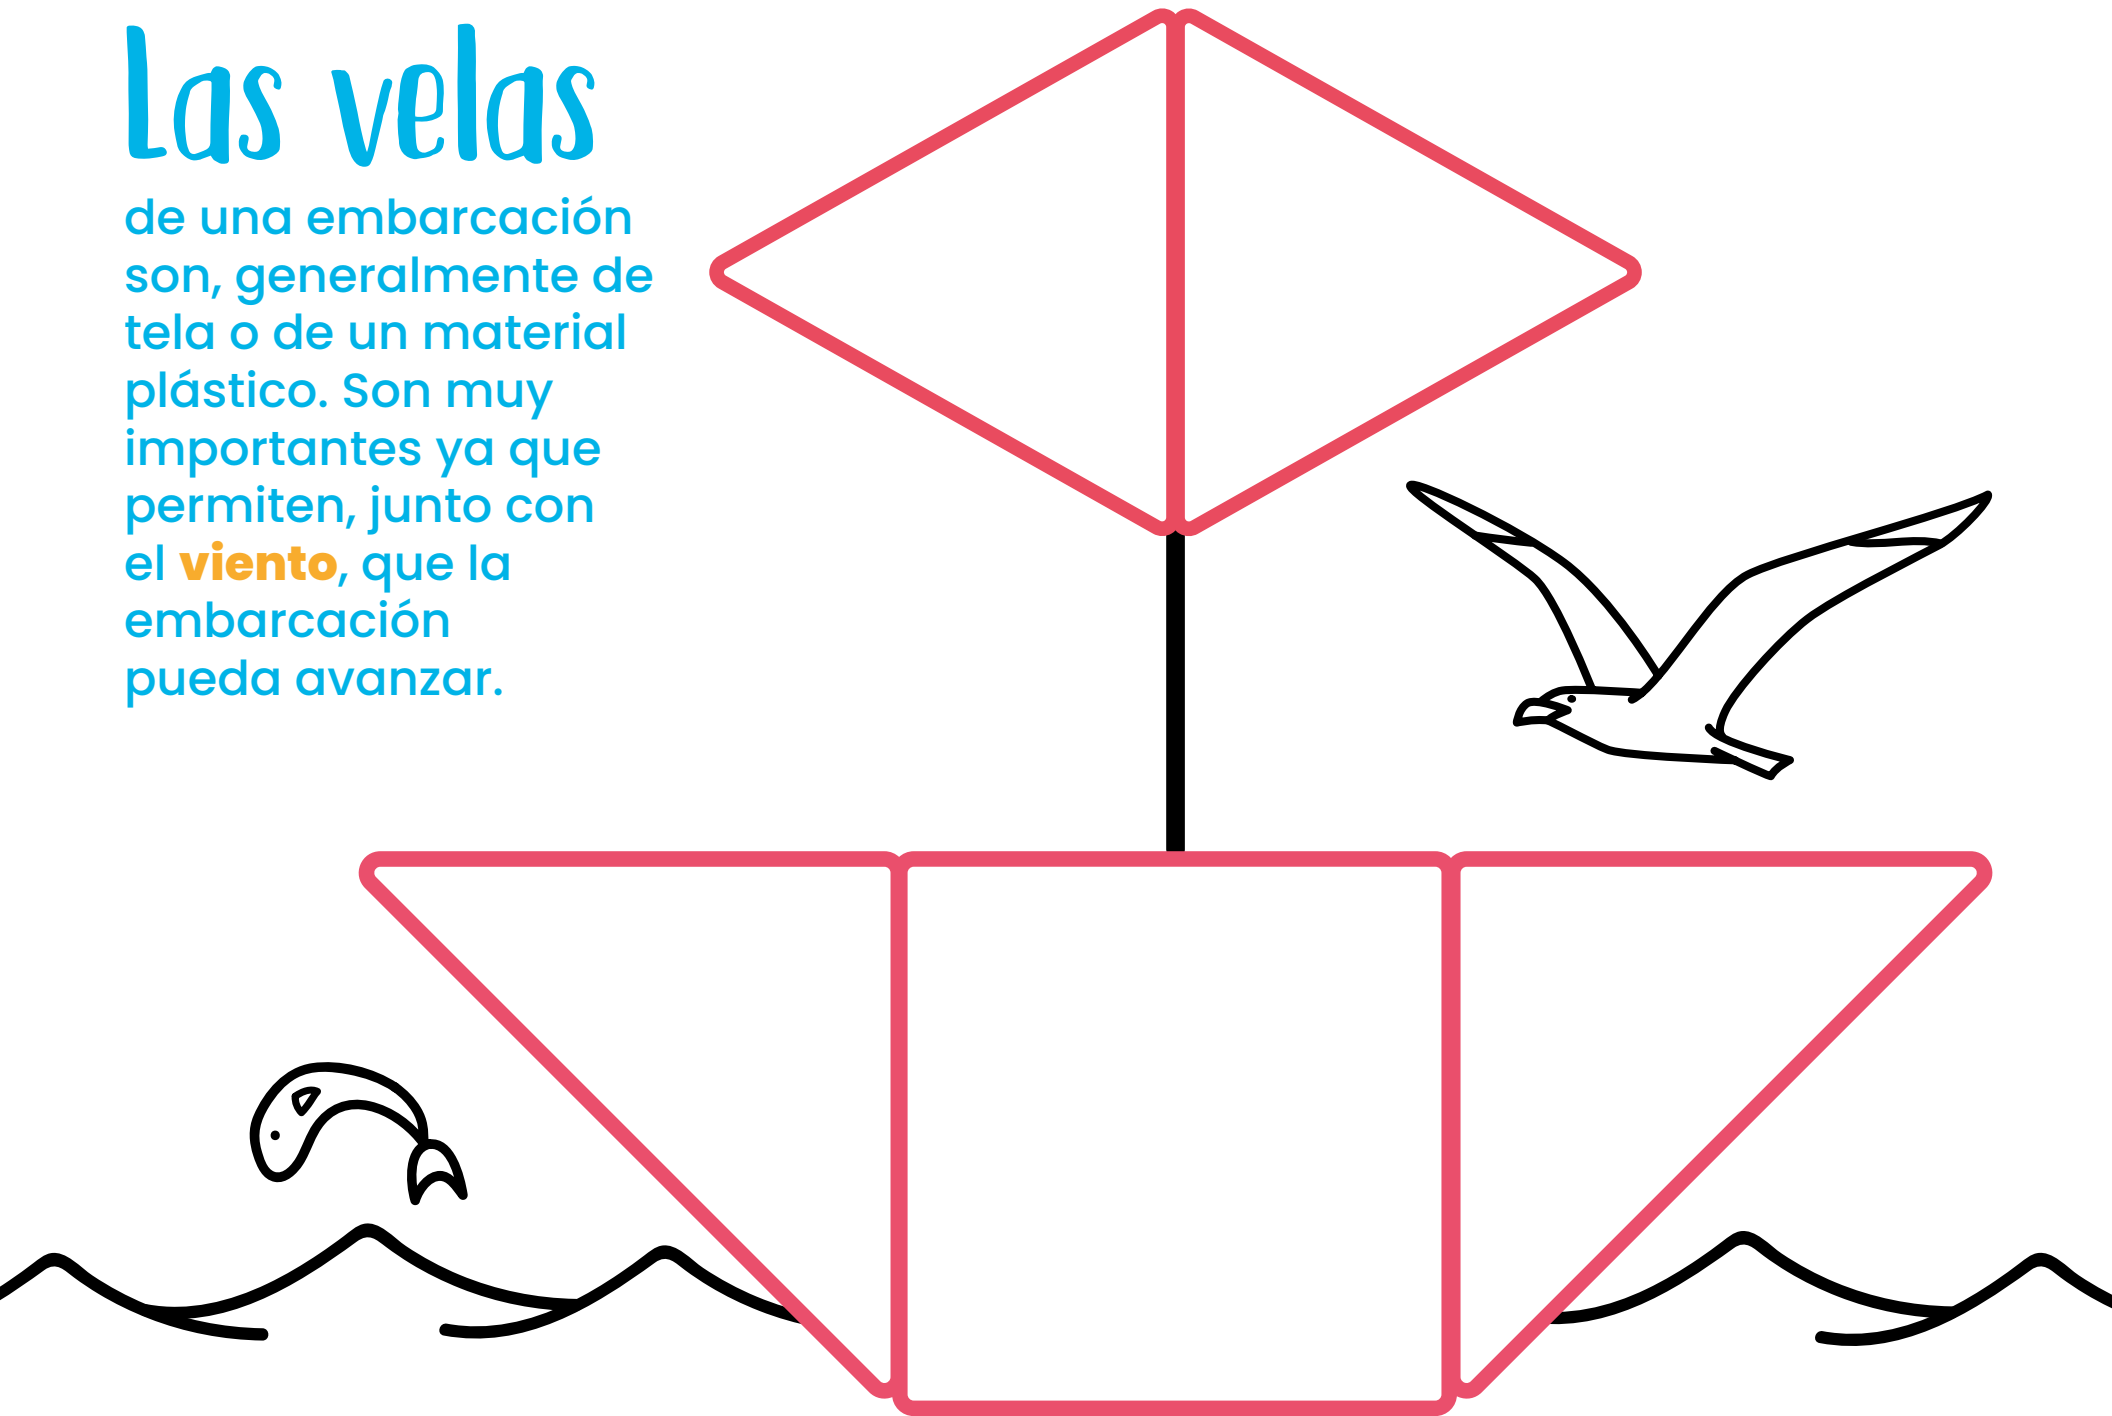 Las velas
de una embarcación
son, generalmente de
tela o de un material
plástico. Son muy
importantes ya que
permiten, junto con
el viento, que la
embarcación
pueda avanzar.